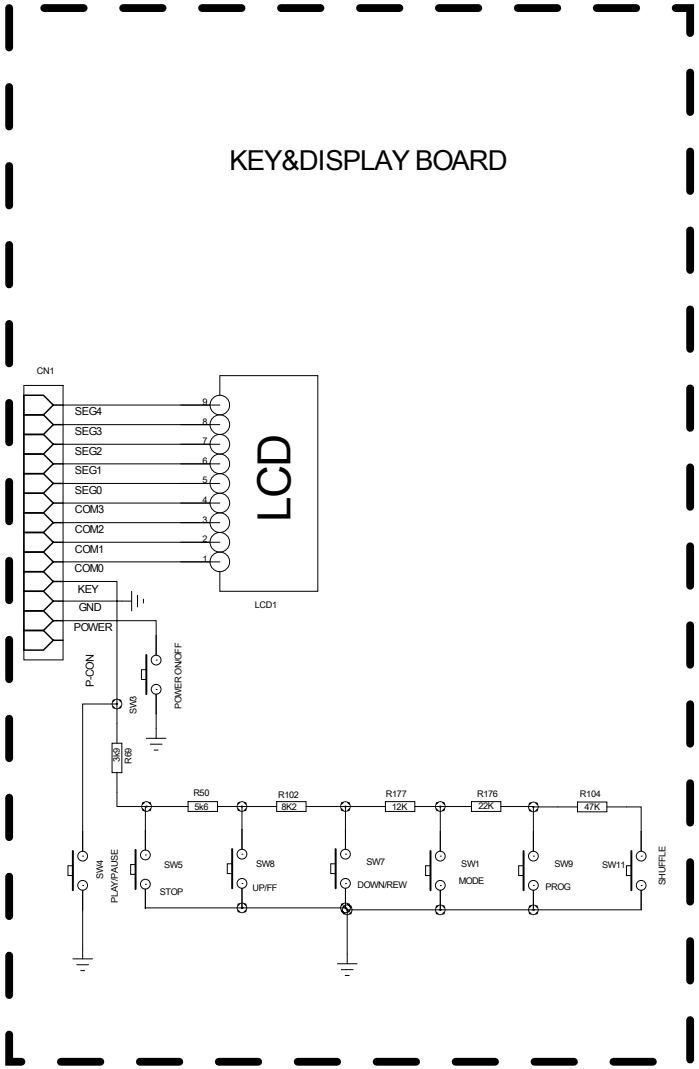 KEY&DISPLAY BOARD
CN1
9
SEG4
8
SEG3
7
SEG2
6
SEG1
5
SEG0
4
COM3
3
COM2
2
COM1
1
COM0
LCD
LCD1
KEY
GND
POWER
P-CON
SW3
POWER ON/OFF
3k9
R69
R50
5k6
R102
8K2
R177
12K
R176
22K
R104
47K
SW4
PLAY/PAUSE
SW5
STOP
SW8
UP/FF
SW7
DOWN/REW
SW1
MODE
SW9
PROG
SW11
SHUFFLE